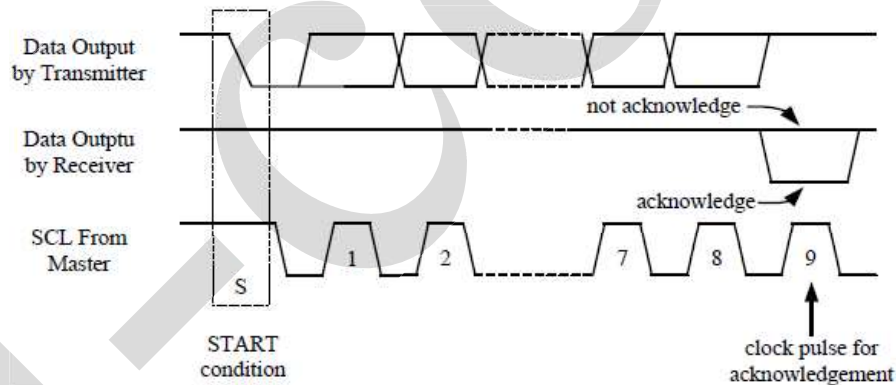 Data Output
by Transmitter
not acknowledge
Data Outptu
by Receiver
acknowledge
SCL From
Master
1
2
7
8
9
S
START
condition
clock pulse for
acknowledgement